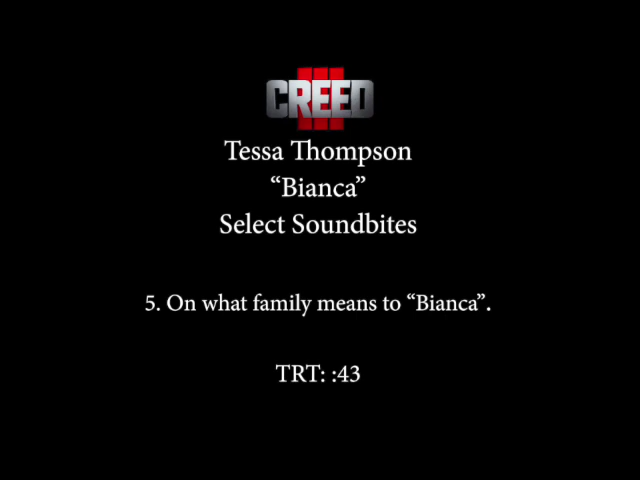 CREED
III
Tessa Thompson
“Bianca”
Select Soundbites
5. On what family means to “Bianca”.
TRT: :43